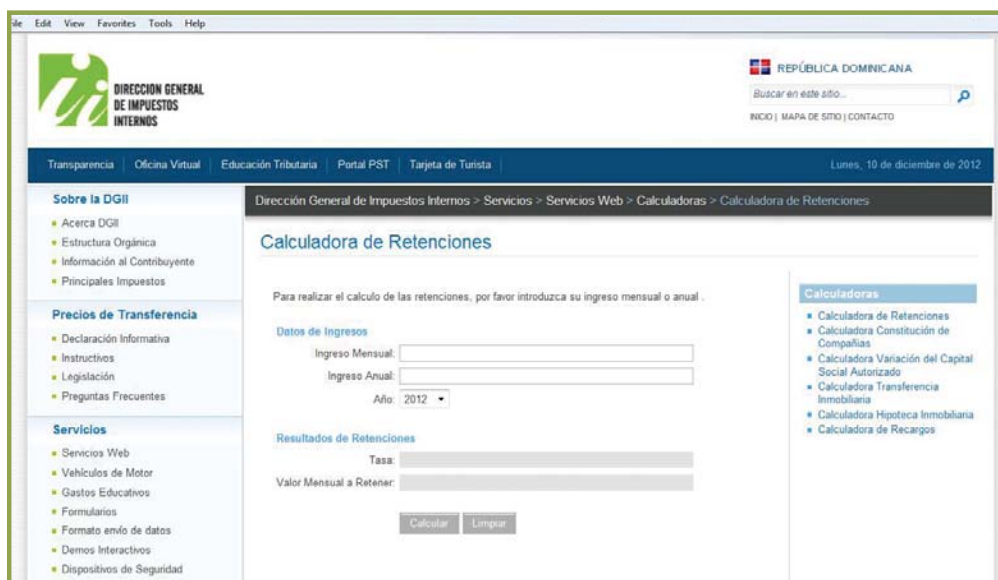 Edit View Favorites Tools Help
DIRECCION GENERAL
DE IMPUESTOS
INTERNOS
REPÚBLICA DOMINICANA
Buscar en este sitio...
INICIO | MAPA DE SITIO | CONTACTO
Transparencia Oficina Virtual Educación Tributaria Portal PST Tarjeta de Turista Lunes, 10 de diciembre de 2012
Sobre la DGII
Acerca DGII
Estructura Orgánica
Información al Contribuyente
Principales Impuestos
Precios de Transferencia
Declaración Informativa
Instructivos
Legislación
Preguntas Frecuentes
Servicios
Servicios Web
Vehículos de Motor
Gastos Educativos
Formularios
Formato envío de datos
Demos Interactivos
Dispositivos de Seguridad
Dirección General de Impuestos Internos > Servicios > Servicios Web > Calculadoras > Calculadora de Retenciones
Calculadora de Retenciones
Para realizar el calculo de las retenciones, por favor introduzca su ingreso mensual o anual .
Datos de Ingresos
Ingreso Mensual:
Ingreso Anual:
Año: 2012
Resultados de Retenciones
Tasa:
Valor Mensual a Retener:
Calcular Limpiar
Calculadoras
Calculadora de Retenciones
Calculadora Constitución de
Compañias
Calculadora Variación del Capital
Social Autorizado
Calculadora Transferencia
Inmobiliaria
Calculadora Hipoteca Inmobiliaria
Calculadora de Recargos